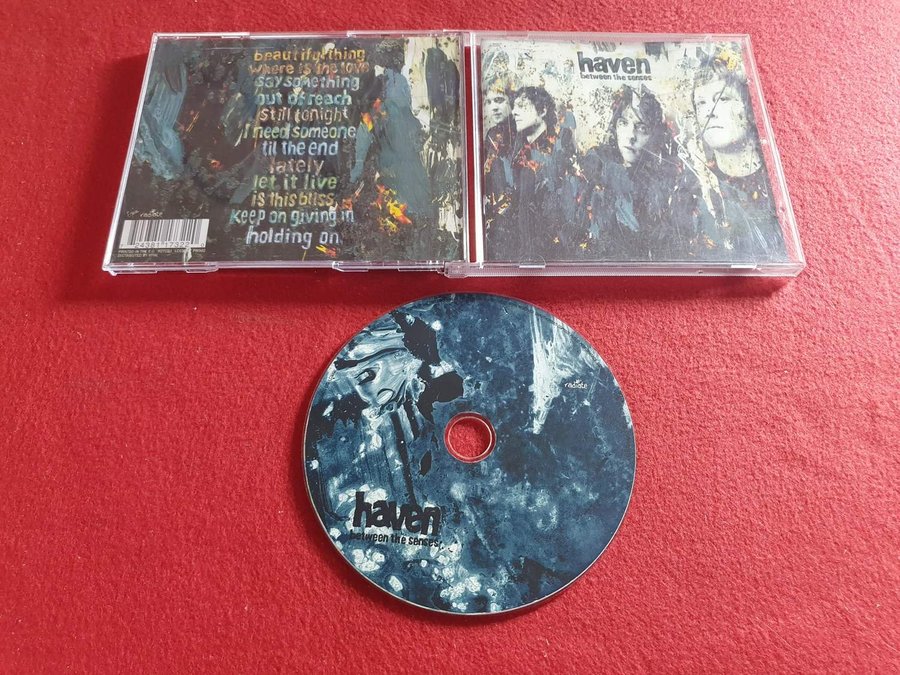 beautiful thing
where is the love
say something
out of reach
still tonight
i need someone
til the end
lately
let it live
is this bliss
keep on giving in
holding on
radiate
haven
between the senses
radiate
haven
between the senses